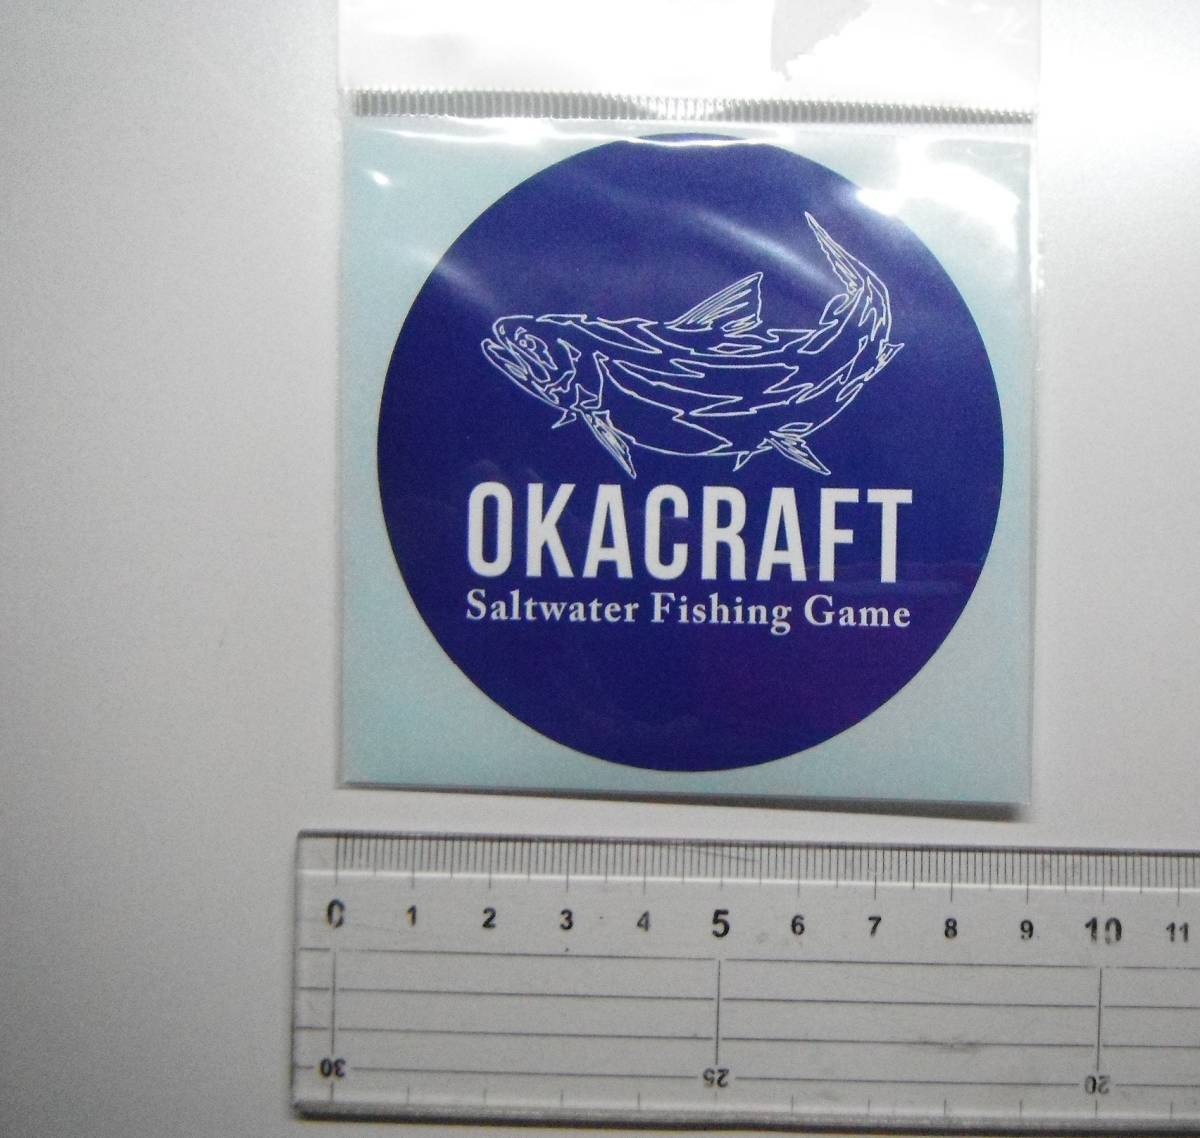 OKACRAFT
Saltwater Fishing Game
0 1 2 3 4 5 6 7 8 9 10 11
30 25 20